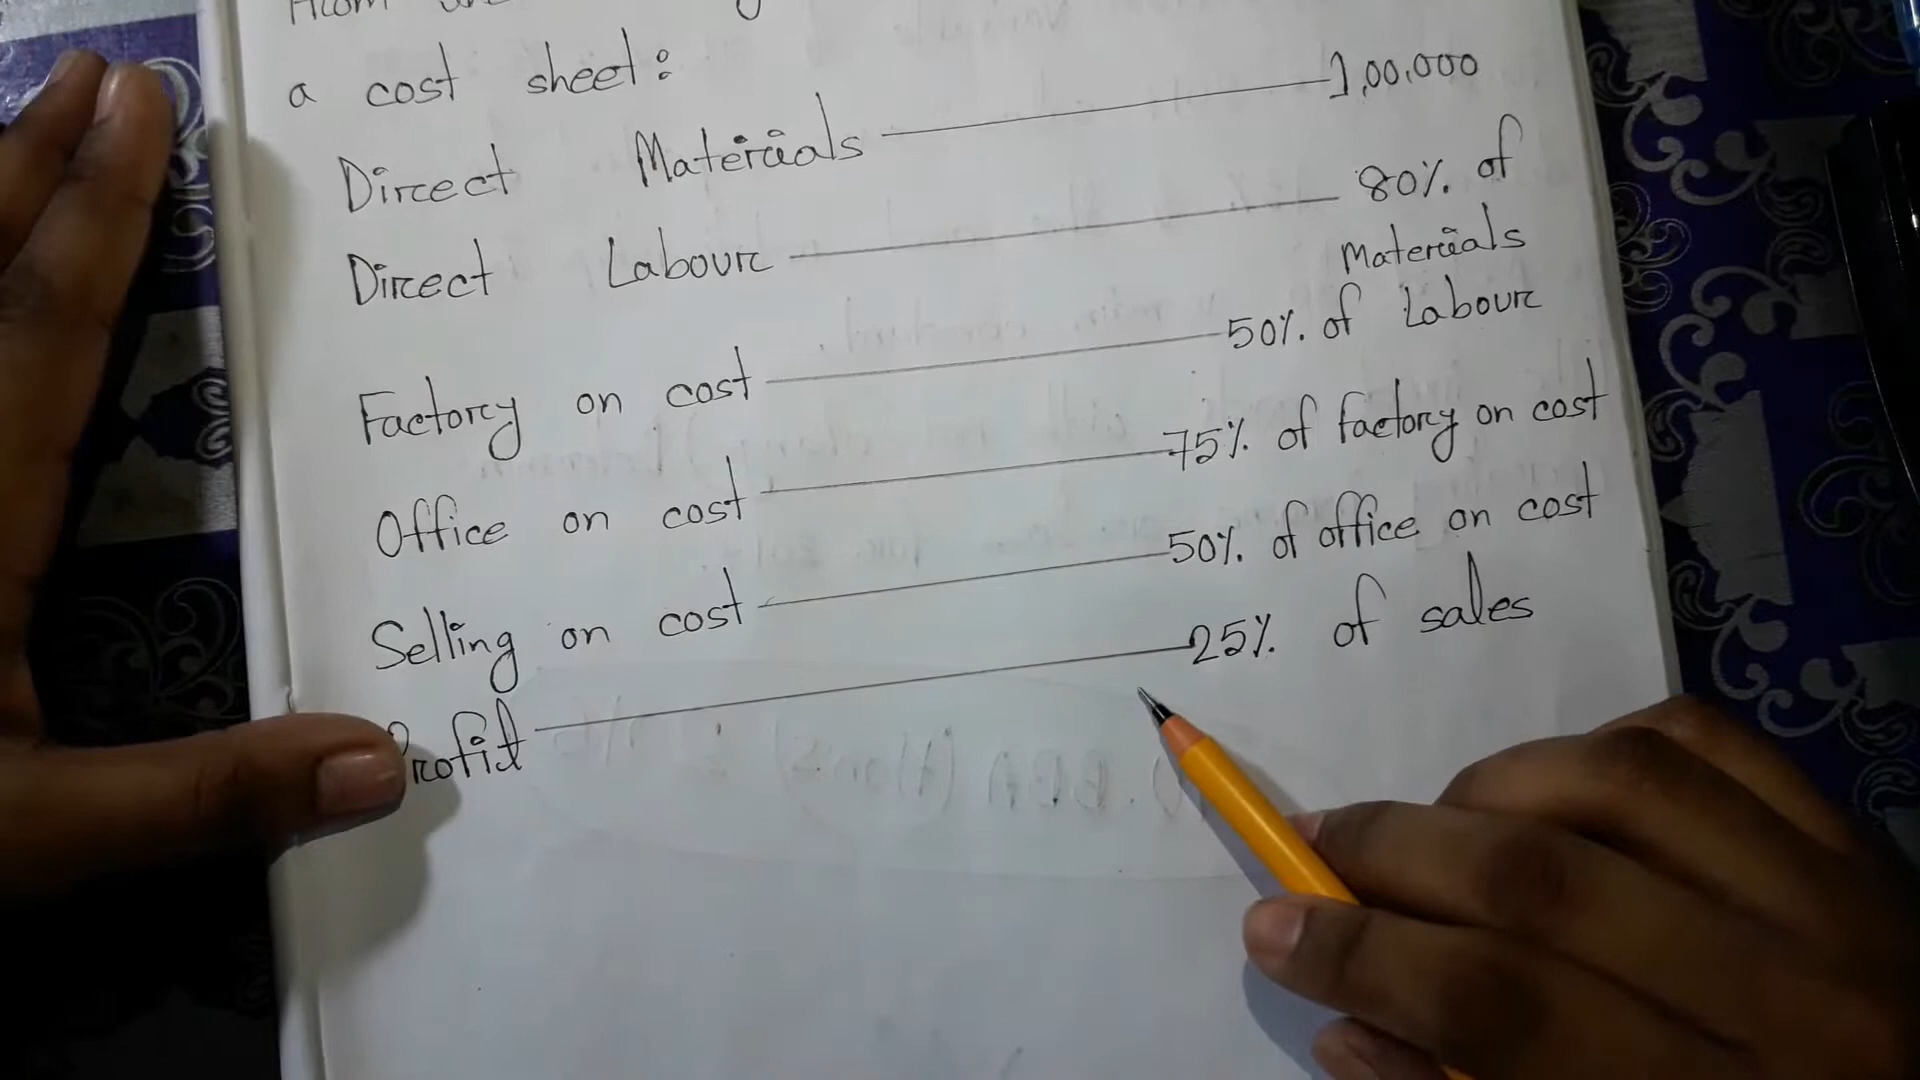 a cost sheet:
Direct Materials 1,00,000
Direct Labour 80% of
Materials
Factory on cost 50% of Labour
Office on cost 75% of factory on cost
Selling on cost 50% of office on cost
Profit 25% of sales